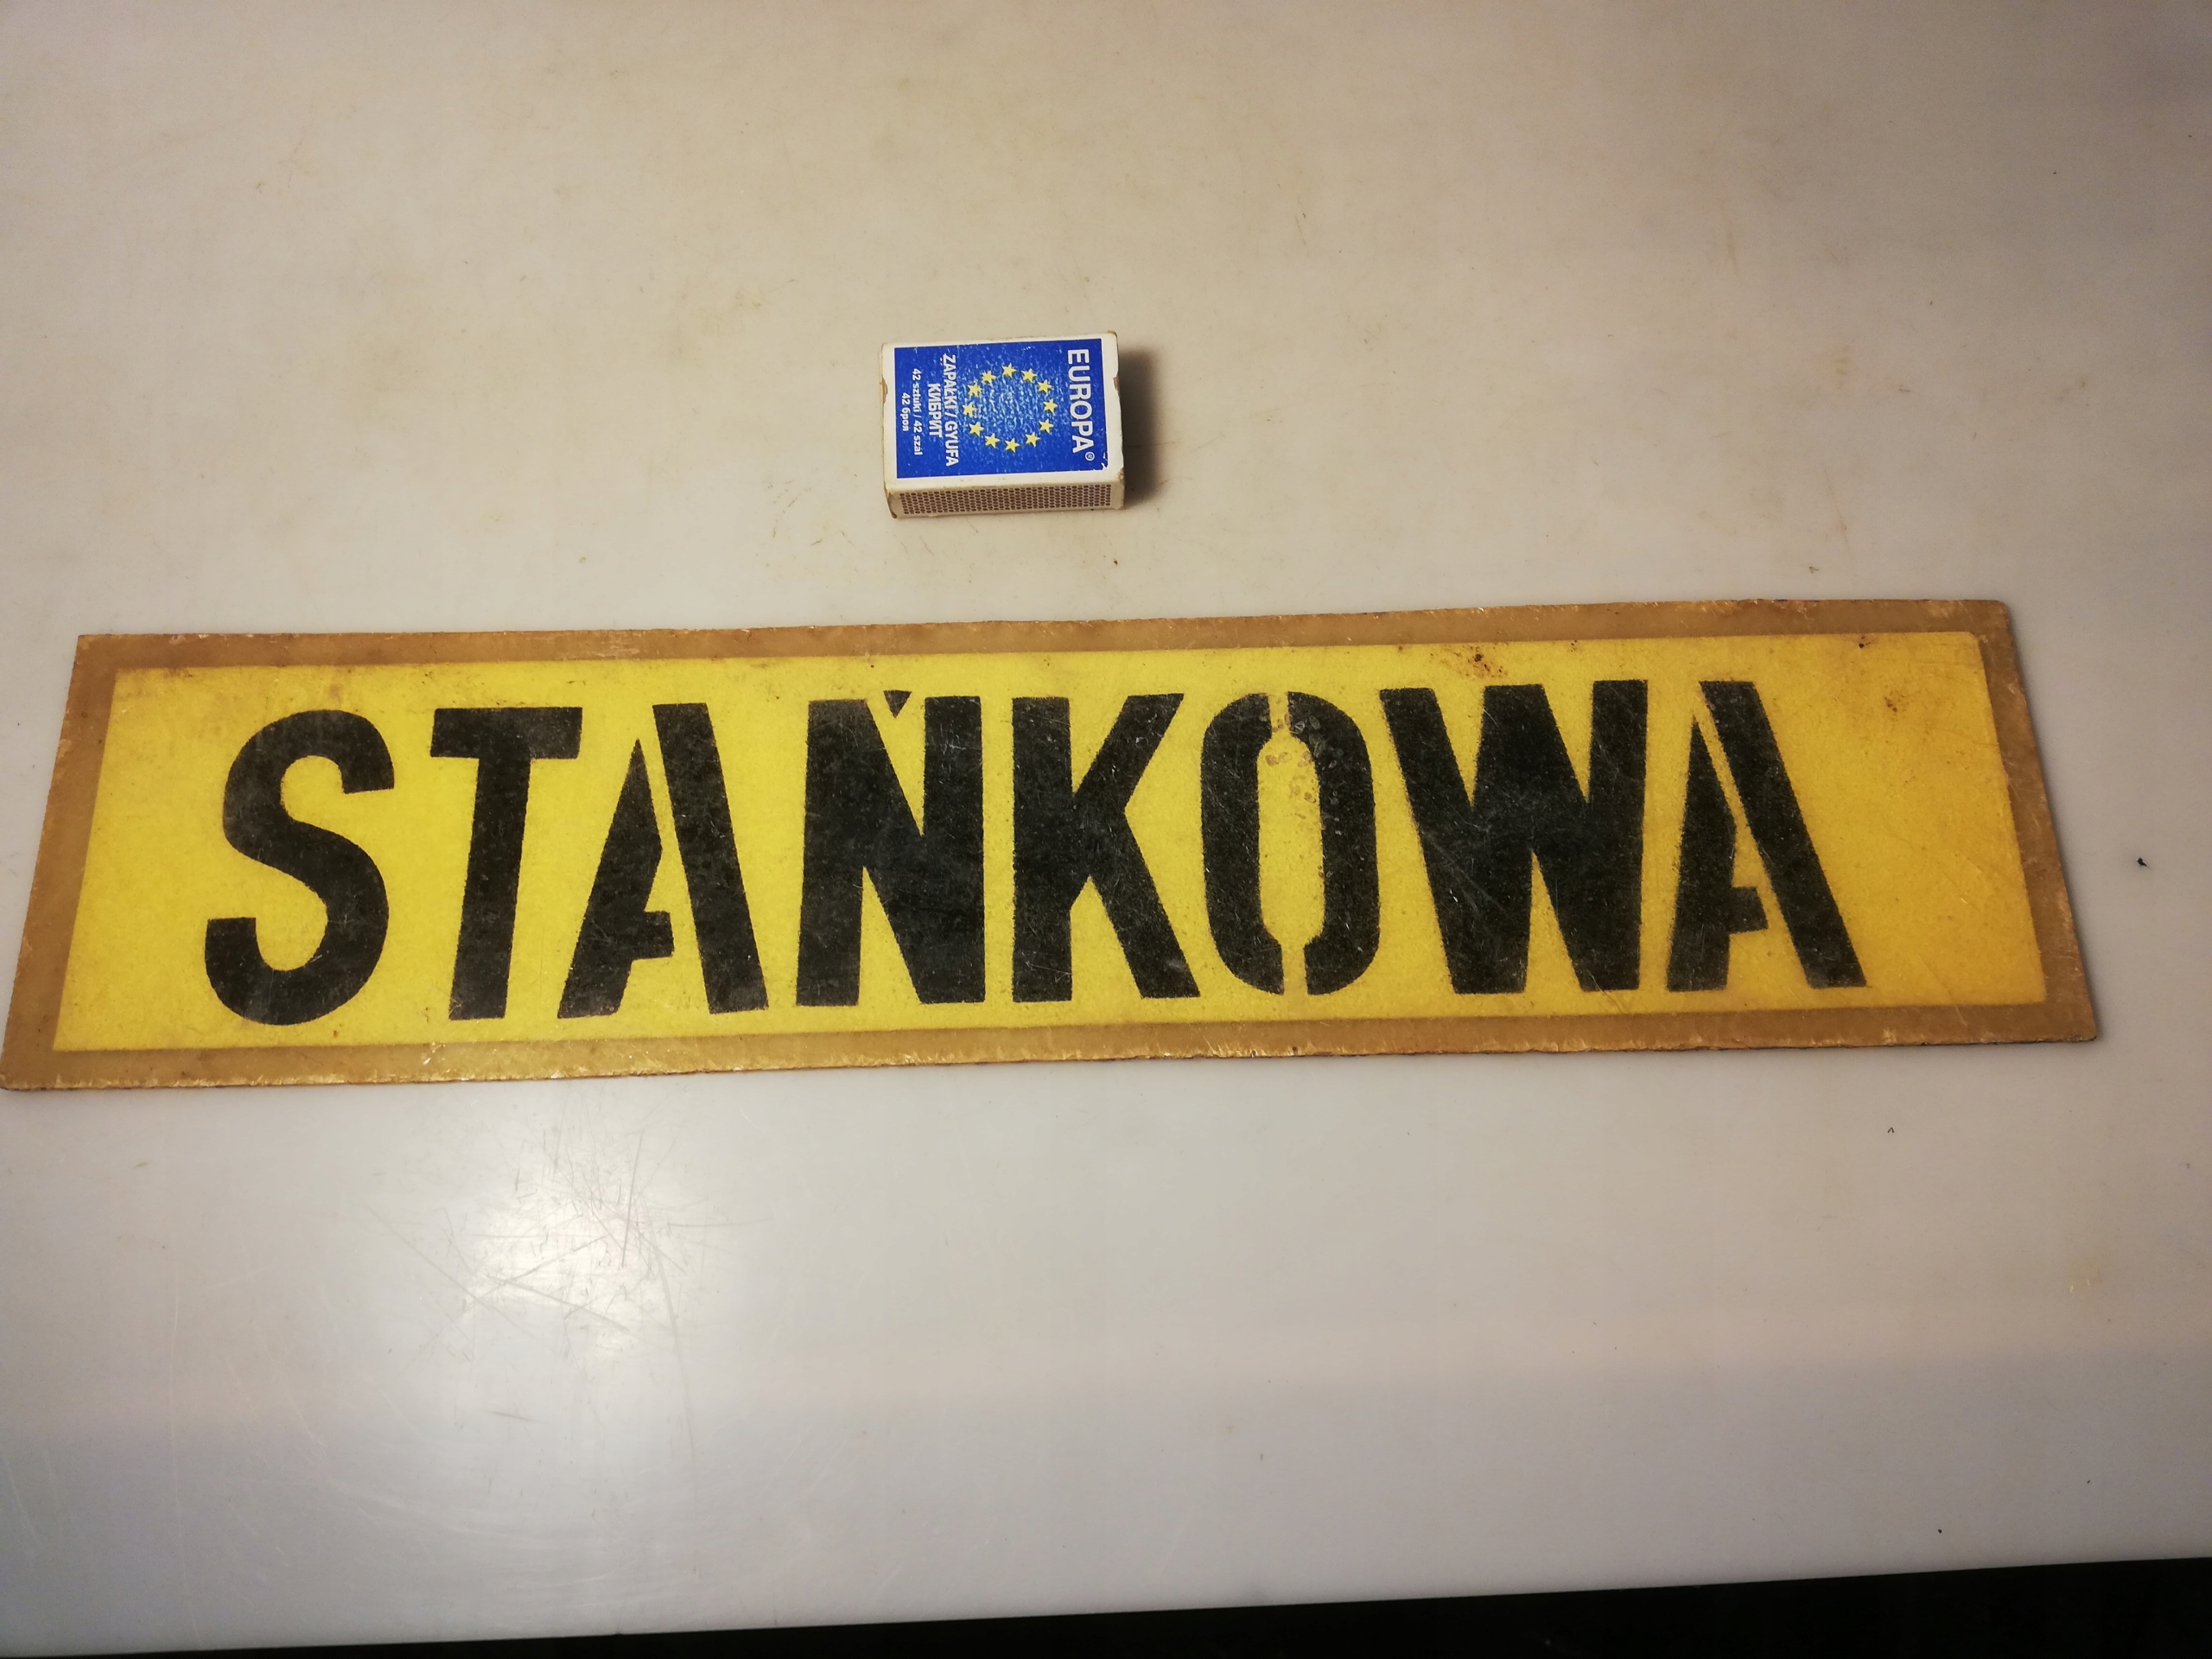 EUROPA®
ZAPAŁKI / GYUFA
КИБРИТ
42 sztuki / 42 szál
42 броя
STAŃKOWA